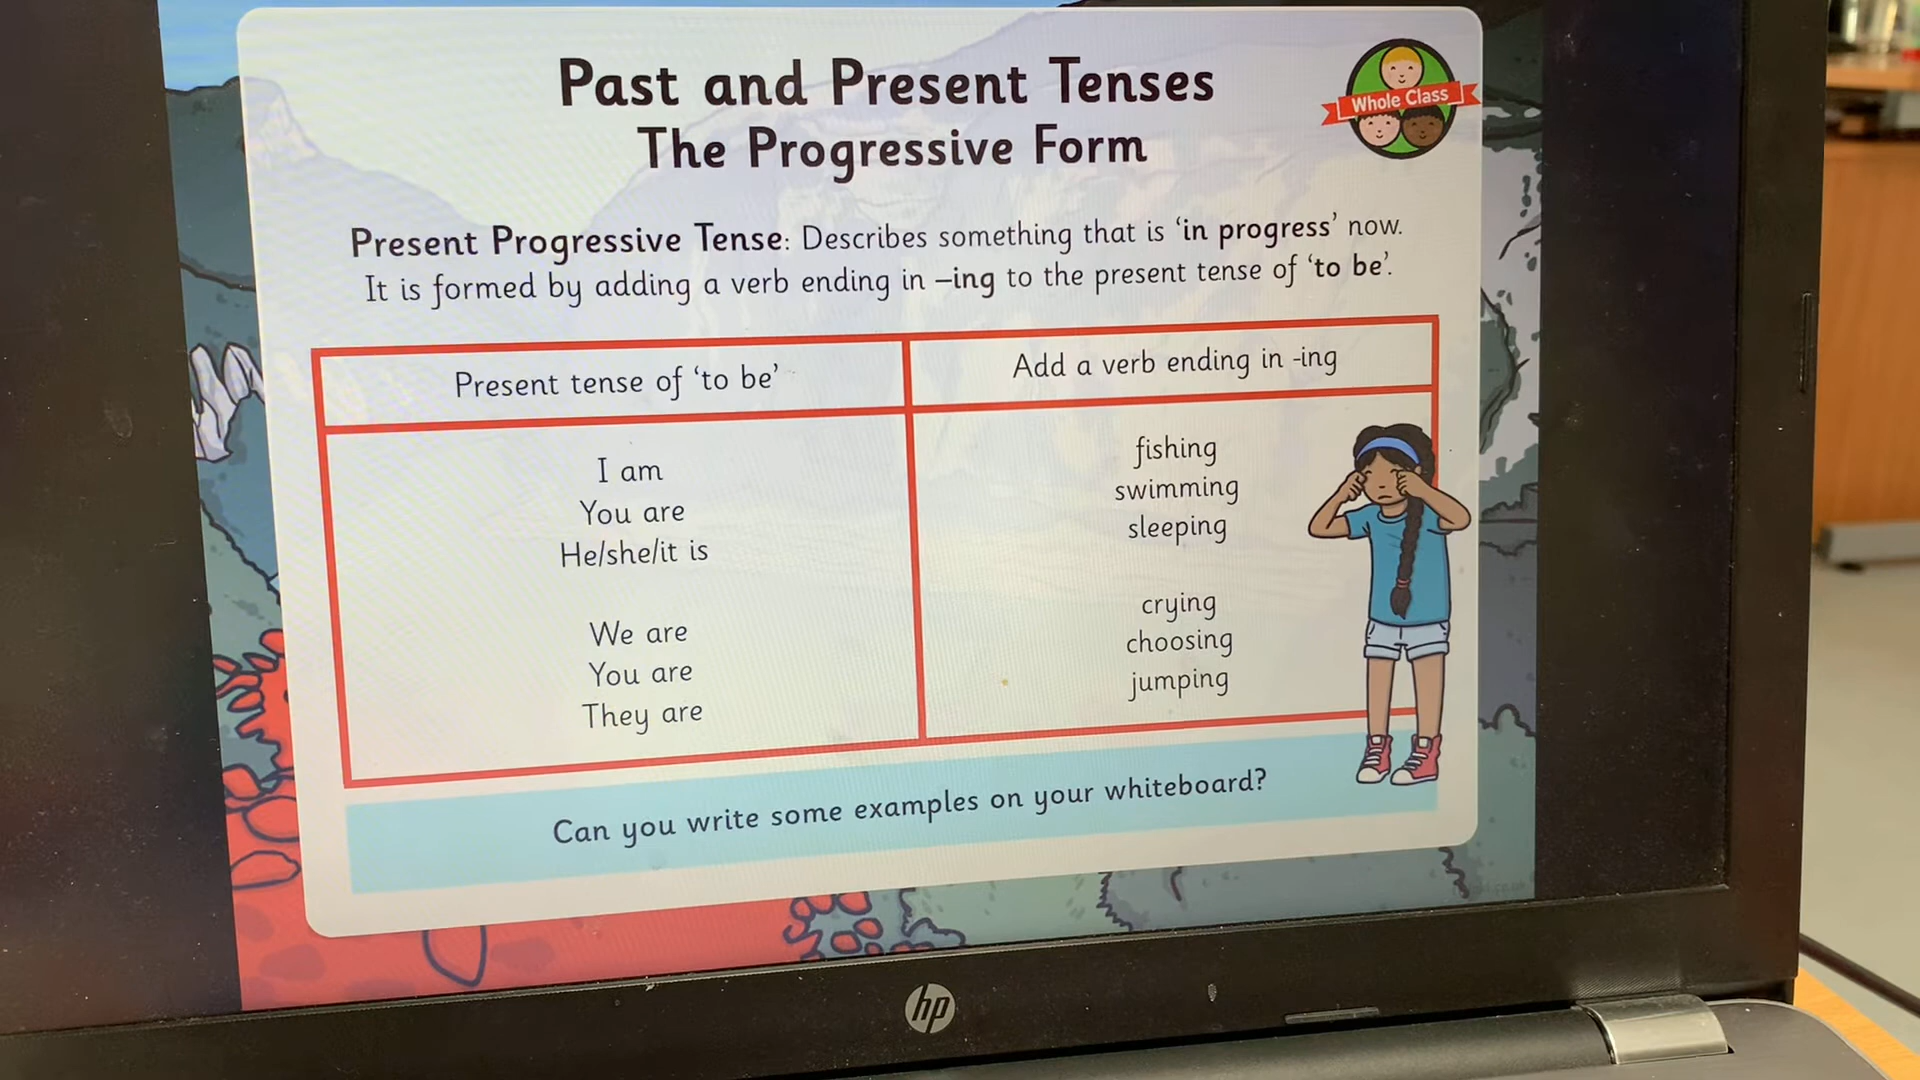 Past and Present Tenses
The Progressive Form
Whole Class
Present Progressive Tense: Describes something that is ‘in progress’ now.
It is formed by adding a verb ending in –ing to the present tense of ‘to be’.
Present tense of ‘to be’
Add a verb ending in -ing
I am
You are
He/she/it is
We are
You are
They are
fishing
swimming
sleeping
crying
choosing
jumping
Can you write some examples on your whiteboard?
hp